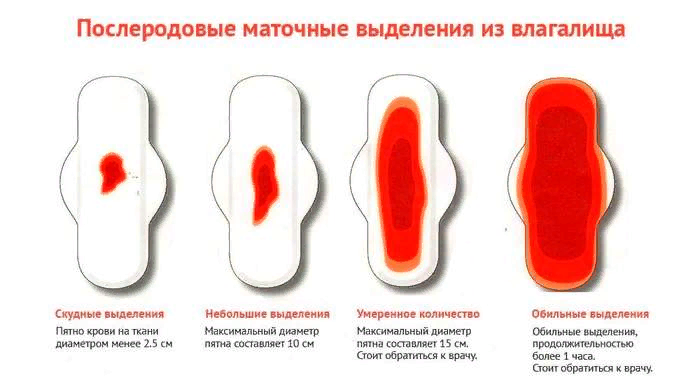 Послеродовые маточные выделения из влагалища
Скудные выделения
Пятно крови на ткани
диаметром менее 2.5 см
Небольшие выделения
Максимальный диаметр
пятна составляет 10 см
Умеренное количество
Максимальный диаметр
пятна составляет 15 см.
Стоит обратиться к врачу.
Обильные выделения
Обильные выделения,
продолжительностью
более 1 часа.
Стоит обратиться к врачу.